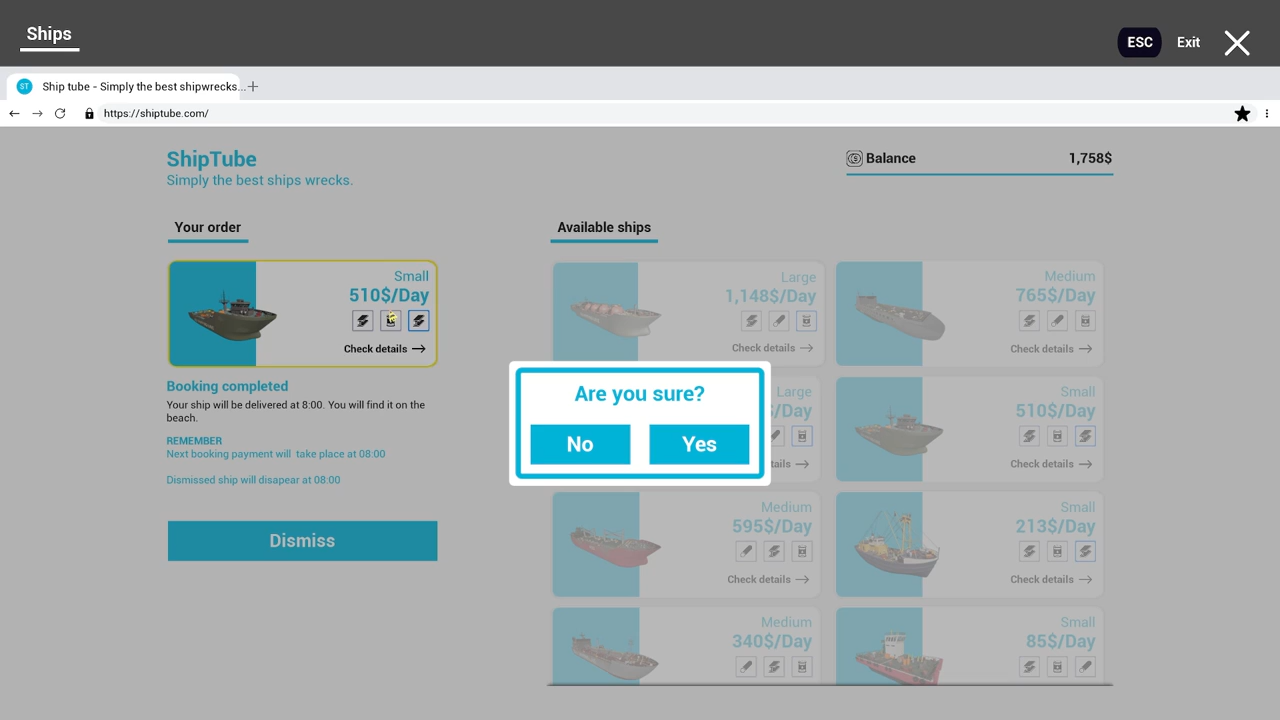 Ships
ESC Exit
ST Ship tube - Simply the best shipwrecks...
https://shiptube.com/
ShipTube
Simply the best ships wrecks.
Balance 1,758$
Your order
Small
510$/Day
Check details
Booking completed
Your ship will be delivered at 8:00. You will find it on the
beach.
REMEMBER
Next booking payment will take place at 08:00
Dismissed ship will disapear at 08:00
Dismiss
Available ships
Large
1,148$/Day
Check details
Medium
765$/Day
Check details
Are you sure?
No Yes
Large
$/Day
tails
Small
510$/Day
Check details
Medium
595$/Day
Check details
Small
213$/Day
Check details
Medium
340$/Day
Small
85$/Day